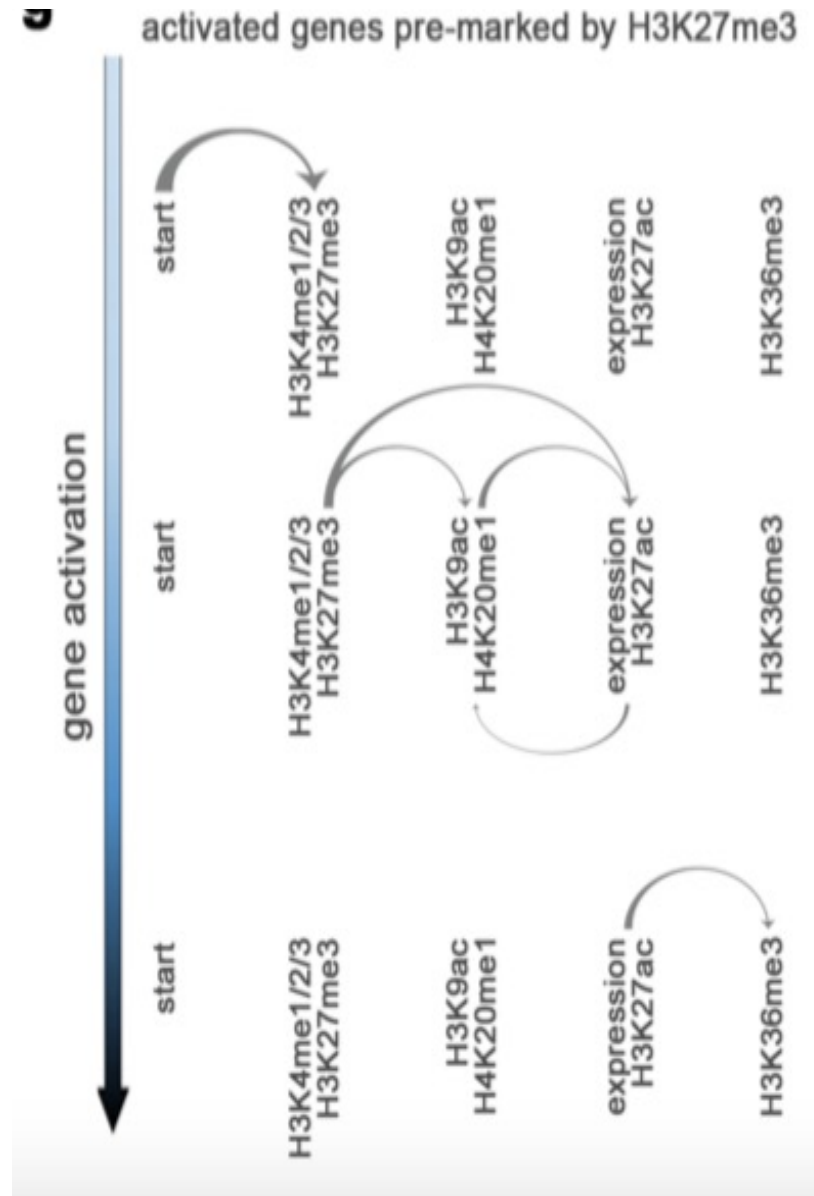 g
activated genes pre-marked by H3K27me3
gene activation
start
H3K4me1/2/3
H3K27me3
H3K9ac
H4K20me1
expression
H3K27ac
H3K36me3
start
H3K4me1/2/3
H3K27me3
H3K9ac
H4K20me1
expression
H3K27ac
H3K36me3
start
H3K4me1/2/3
H3K27me3
H3K9ac
H4K20me1
expression
H3K27ac
H3K36me3